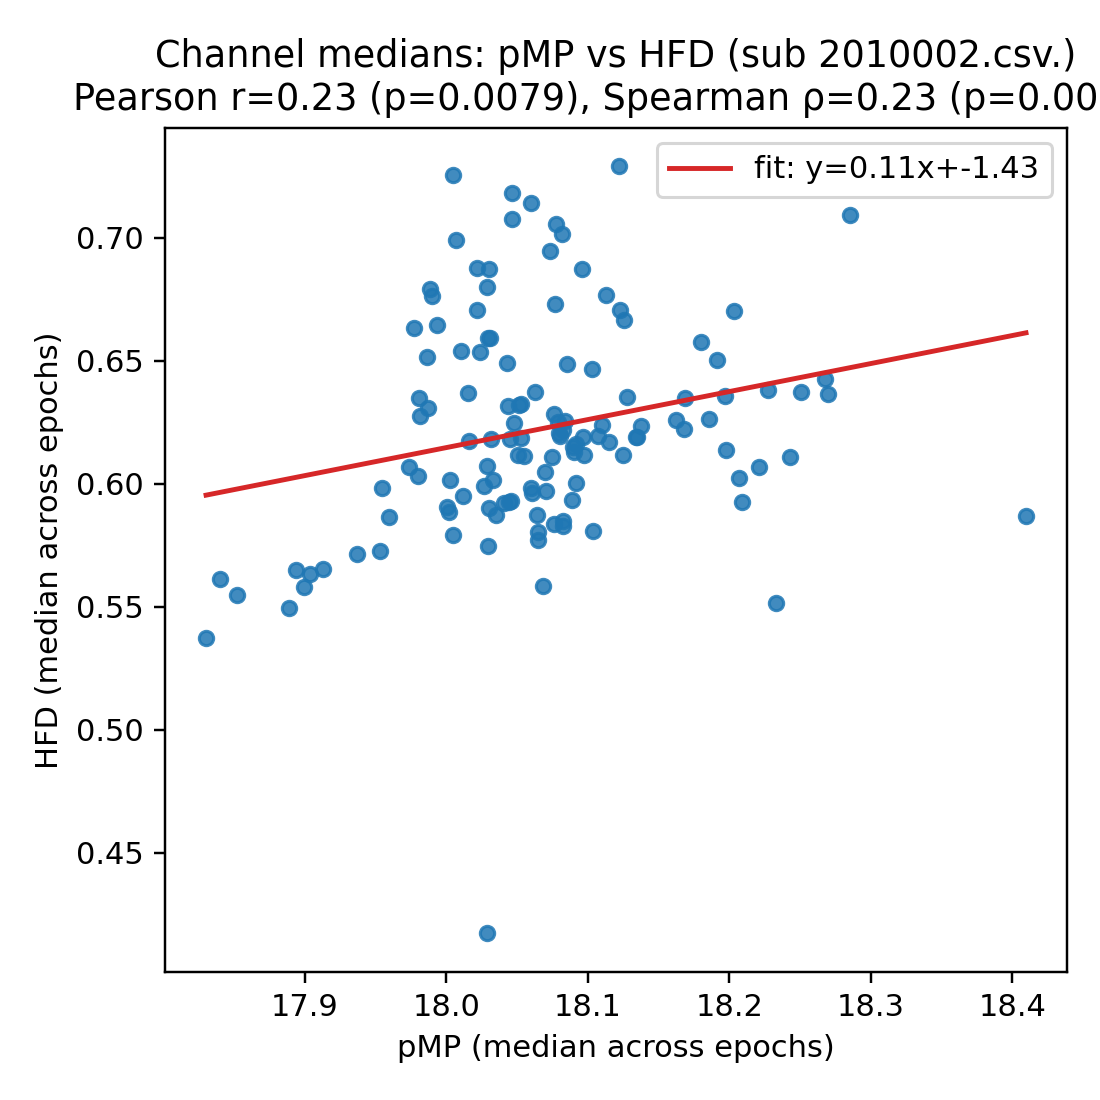 Channel medians: pMP vs HFD (sub 2010002.csv.)
Pearson r=0.23 (p=0.0079), Spearman ρ=0.23 (p=0.00
fit: y=0.11x+-1.43
HFD (median across epochs)
0.70
0.65
0.60
0.55
0.50
0.45
17.9 18.0 18.1 18.2 18.3 18.4
pMP (median across epochs)